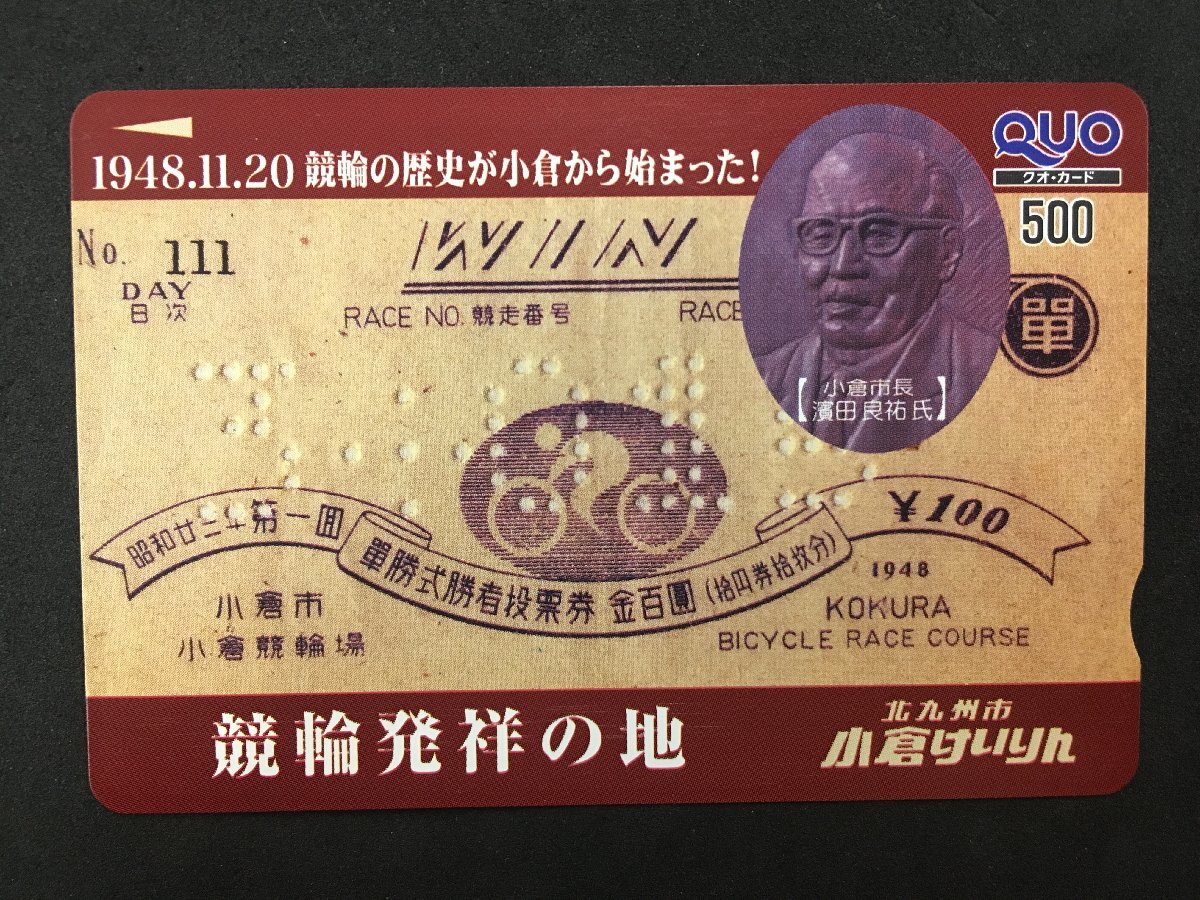 1948.11.20 競輪の歴史が小倉から始まった!
QUO
クオ・カード
500
No. 111
DAY
日次
WIN
RACE NO. 競走番号
RACE
單
【小倉市長
濱田良祐氏】
昭和廿三年第一回
單勝式勝者投票券 金百圓(拾円券拾枚分)
¥100
1948
小倉市
小倉競輪場
KOKURA
BICYCLE RACE COURSE
競輪発祥の地
北九州市
小倉けいりん